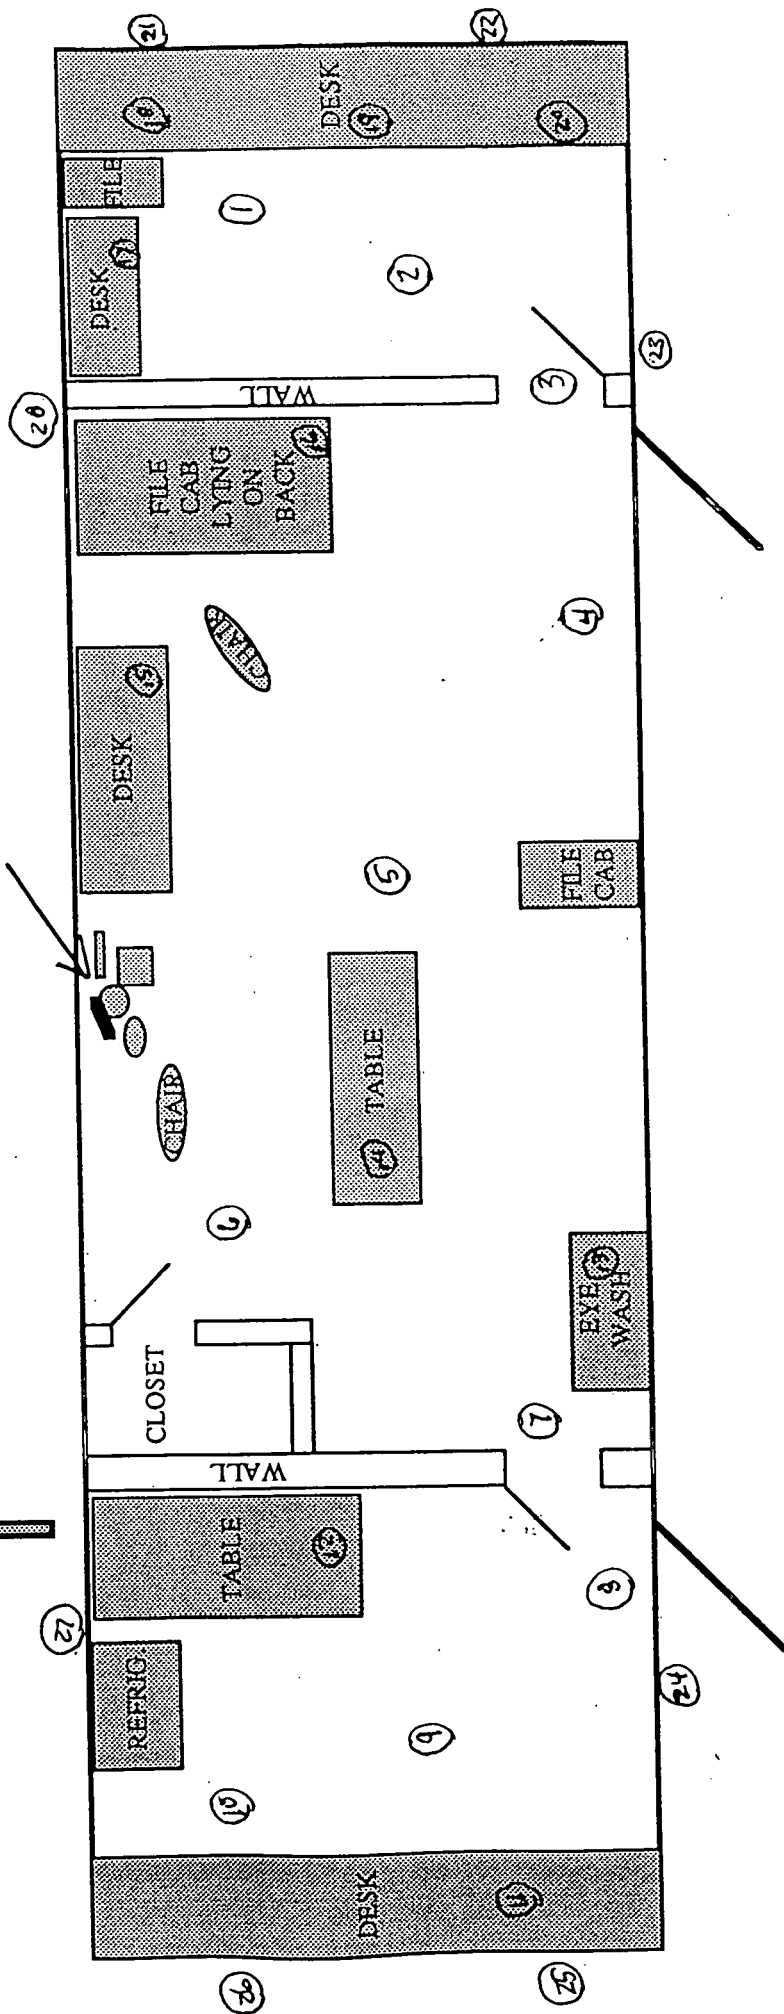 21
22
DESK
18
19
20
FILE
1
DESK
17
2
23
28
WALL
3
FILE
CAB
LYING
ON
BACK
16
CHAIR
4
DESK
15
5
FILE
CAB
TABLE
14
CHAIR
6
EYE
WASH
13
CLOSET
7
WALL
TABLE
12
8
27
REFRIG.
24
9
10
DESK
11
26
25